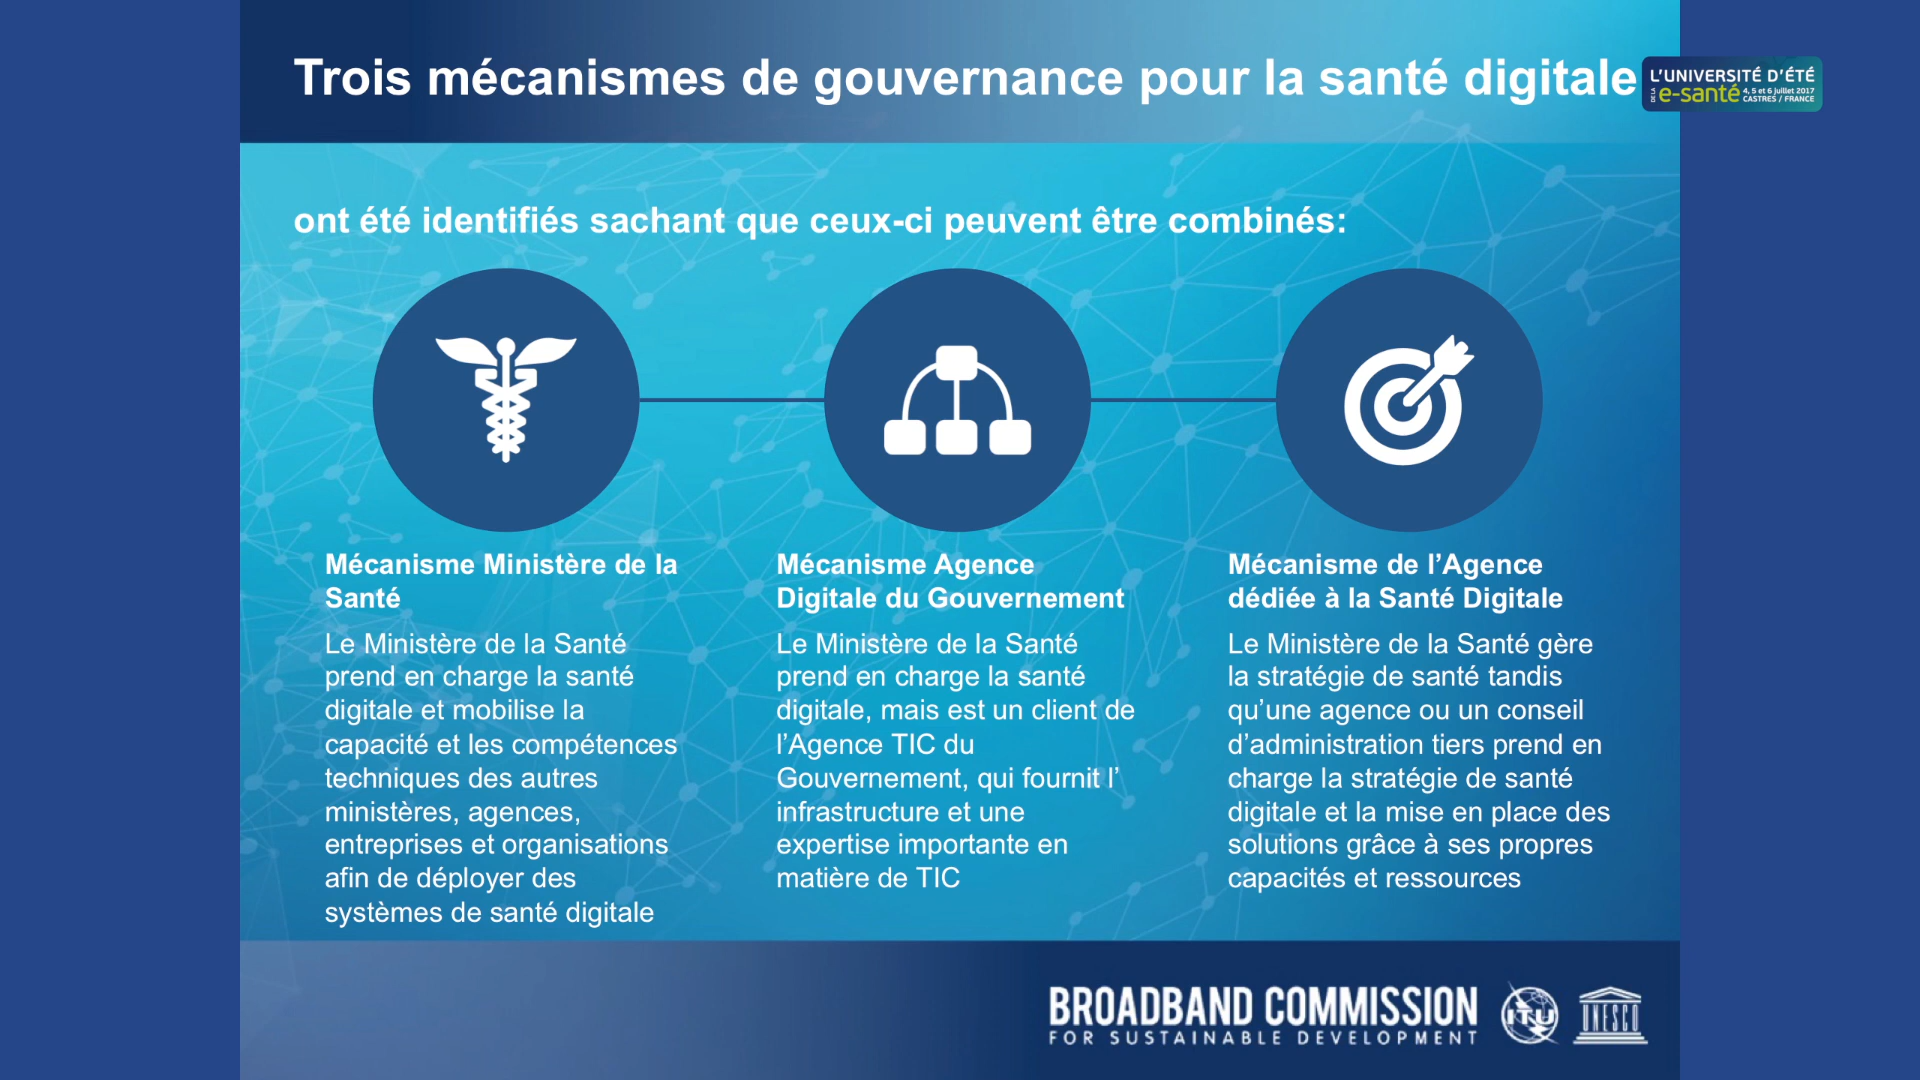 Trois mécanismes de gouvernance pour la santé digitale
L'UNIVERSITÉ D'ÉTÉ
DE LA e-santé 4, 5 et 6 juillet 2017
CASTRES / FRANCE
ont été identifiés sachant que ceux-ci peuvent être combinés:
Mécanisme Ministère de la
Santé
Le Ministère de la Santé
prend en charge la santé
digitale et mobilise la
capacité et les compétences
techniques des autres
ministères, agences,
entreprises et organisations
afin de déployer des
systèmes de santé digitale
Mécanisme Agence
Digitale du Gouvernement
Le Ministère de la Santé
prend en charge la santé
digitale, mais est un client de
l'Agence TIC du
Gouvernement, qui fournit l'
infrastructure et une
expertise importante en
matière de TIC
Mécanisme de l'Agence
dédiée à la Santé Digitale
Le Ministère de la Santé gère
la stratégie de santé tandis
qu'une agence ou un conseil
d'administration tiers prend en
charge la stratégie de santé
digitale et la mise en place des
solutions grâce à ses propres
capacités et ressources
BROADBAND COMMISSION
FOR SUSTAINABLE DEVELOPMENT
ITU
UNESCO